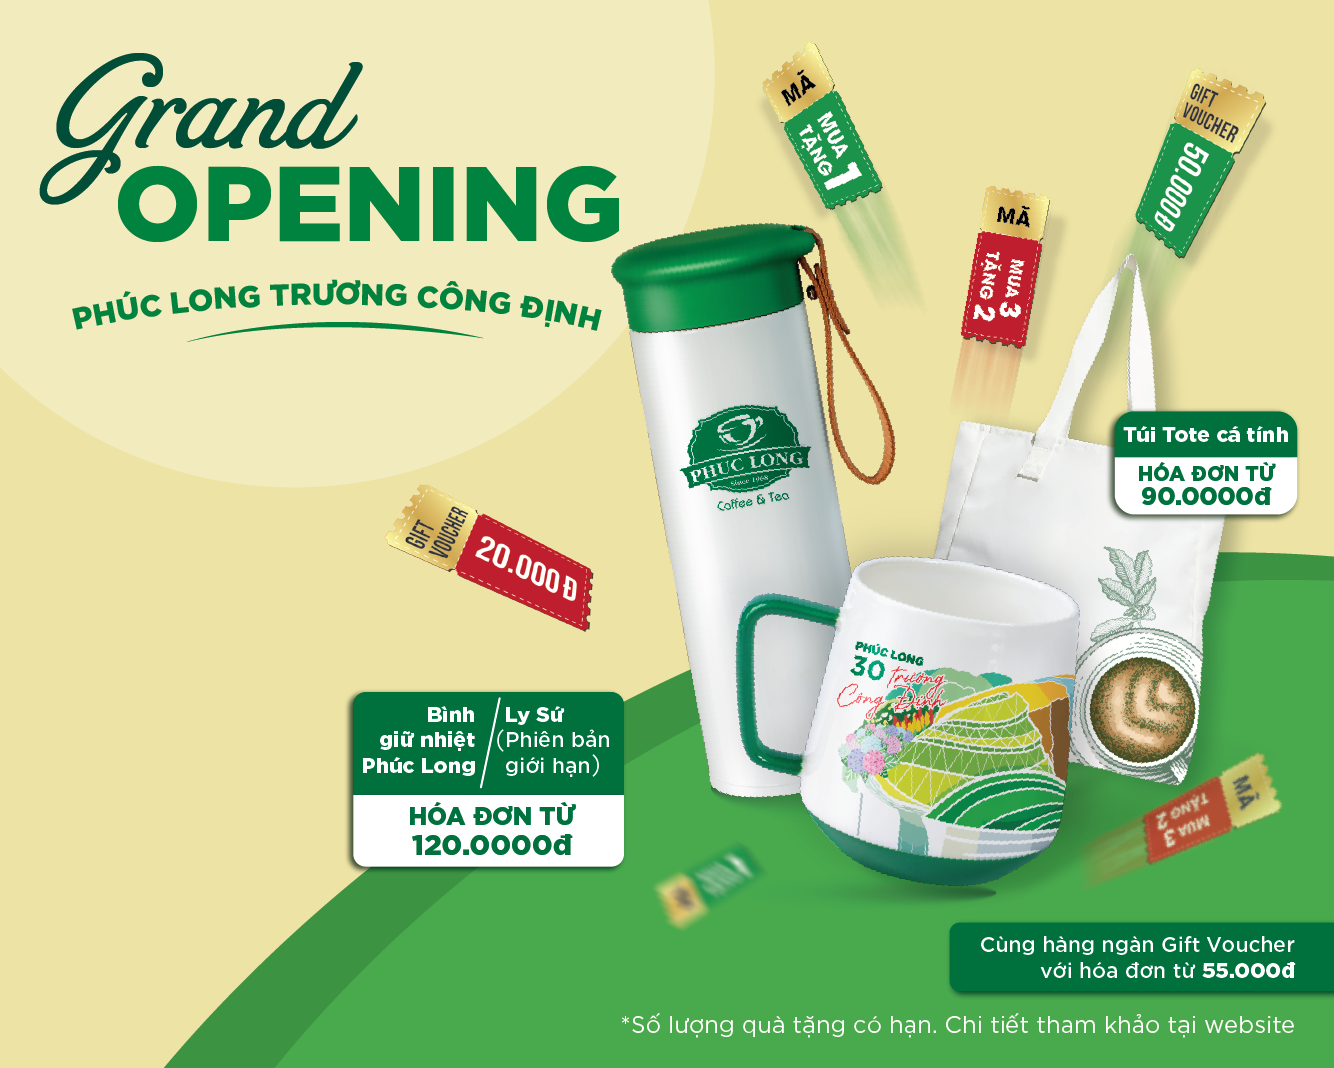 Grand
OPENING
PHÚC LONG TRƯƠNG CÔNG ĐỊNH
MÃ
MUA 1
TẶNG 1
GIFT
VOUCHER
50.000Đ
MÃ
MUA 3
TẶNG 2
PHUC LONG
Since 1968
Coffee & Tea
Túi Tote cá tính
HÓA ĐƠN TỪ
90.0000đ
GIFT
VOUCHER
20.000Đ
PHÚC LONG
30 Trương
Công Định
Bình
giữ nhiệt
Phúc Long
Ly Sứ
(Phiên bản
giới hạn)
HÓA ĐƠN TỪ
120.0000đ
MÃ
MUA 3
TẶNG 2
Cùng hàng ngàn Gift Voucher
với hóa đơn từ 55.000đ
*Số lượng quà tặng có hạn. Chi tiết tham khảo tại website